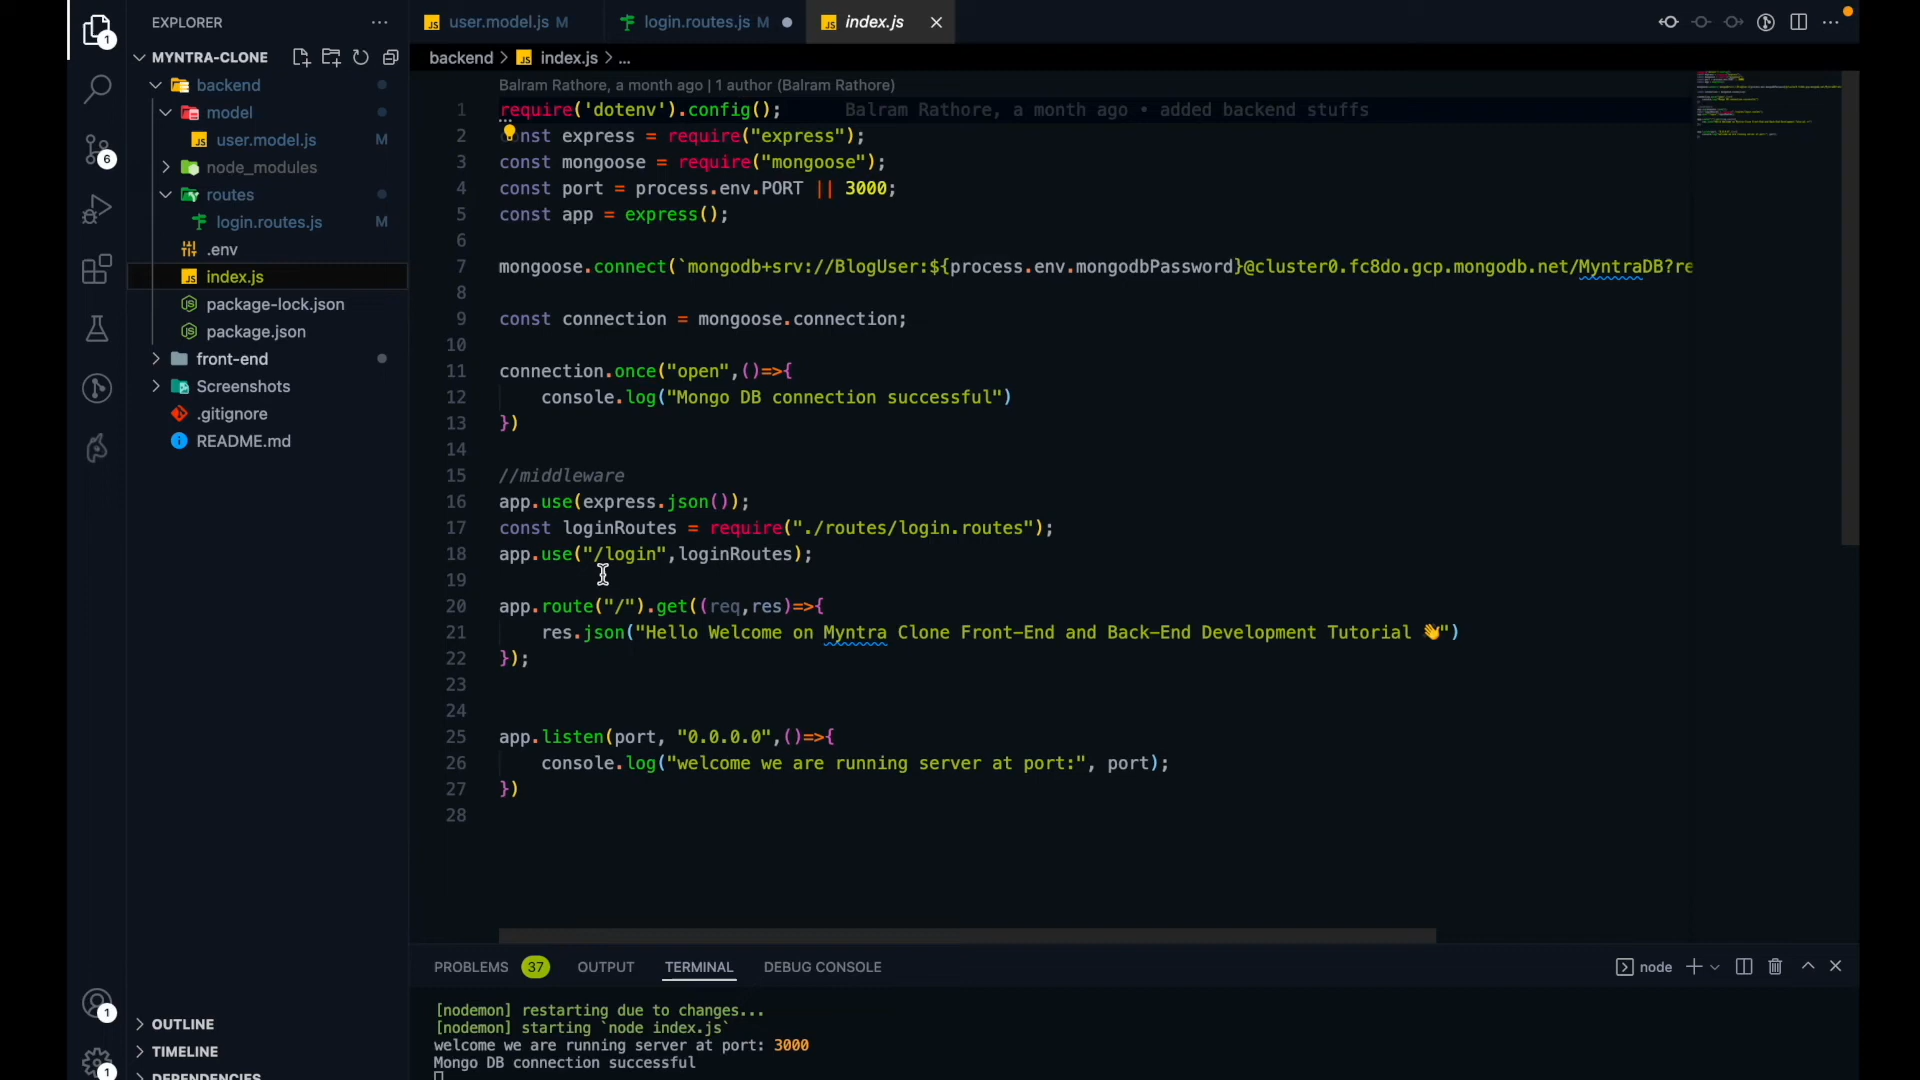 EXPLORER
MYNTRA-CLONE
backend
model
user.model.js M
node_modules
routes
login.routes.js M
.env
index.js
package-lock.json
package.json
front-end
Screenshots
.gitignore
README.md
OUTLINE
TIMELINE
DEPENDENCIES
1
6
1
1
user.model.js M
login.routes.js M
index.js
backend > index.js > ...
Balram Rathore, a month ago | 1 author (Balram Rathore)
1 require('dotenv').config(); Balram Rathore, a month ago • added backend stuffs
2 nst express = require("express");
3 const mongoose = require("mongoose");
4 const port = process.env.PORT || 3000;
5 const app = express();
6
7 mongoose.connect(`mongodb+srv://BlogUser:${process.env.mongodbPassword}@cluster0.fc8do.gcp.mongodb.net/MyntraDB?re
8
9 const connection = mongoose.connection;
10
11 connection.once("open",()=>{
12 console.log("Mongo DB connection successful")
13 })
14
15 //middleware
16 app.use(express.json());
17 const loginRoutes = require("./routes/login.routes");
18 app.use("/login",loginRoutes);
19
20 app.route("/").get((req,res)=>{
21 res.json("Hello Welcome on Myntra Clone Front-End and Back-End Development Tutorial 👋")
22 });
23
24
25 app.listen(port, "0.0.0.0",()=>{
26 console.log("welcome we are running server at port:", port);
27 })
28
PROBLEMS 37 OUTPUT TERMINAL DEBUG CONSOLE
node
[nodemon] restarting due to changes...
[nodemon] starting `node index.js`
welcome we are running server at port: 3000
Mongo DB connection successful